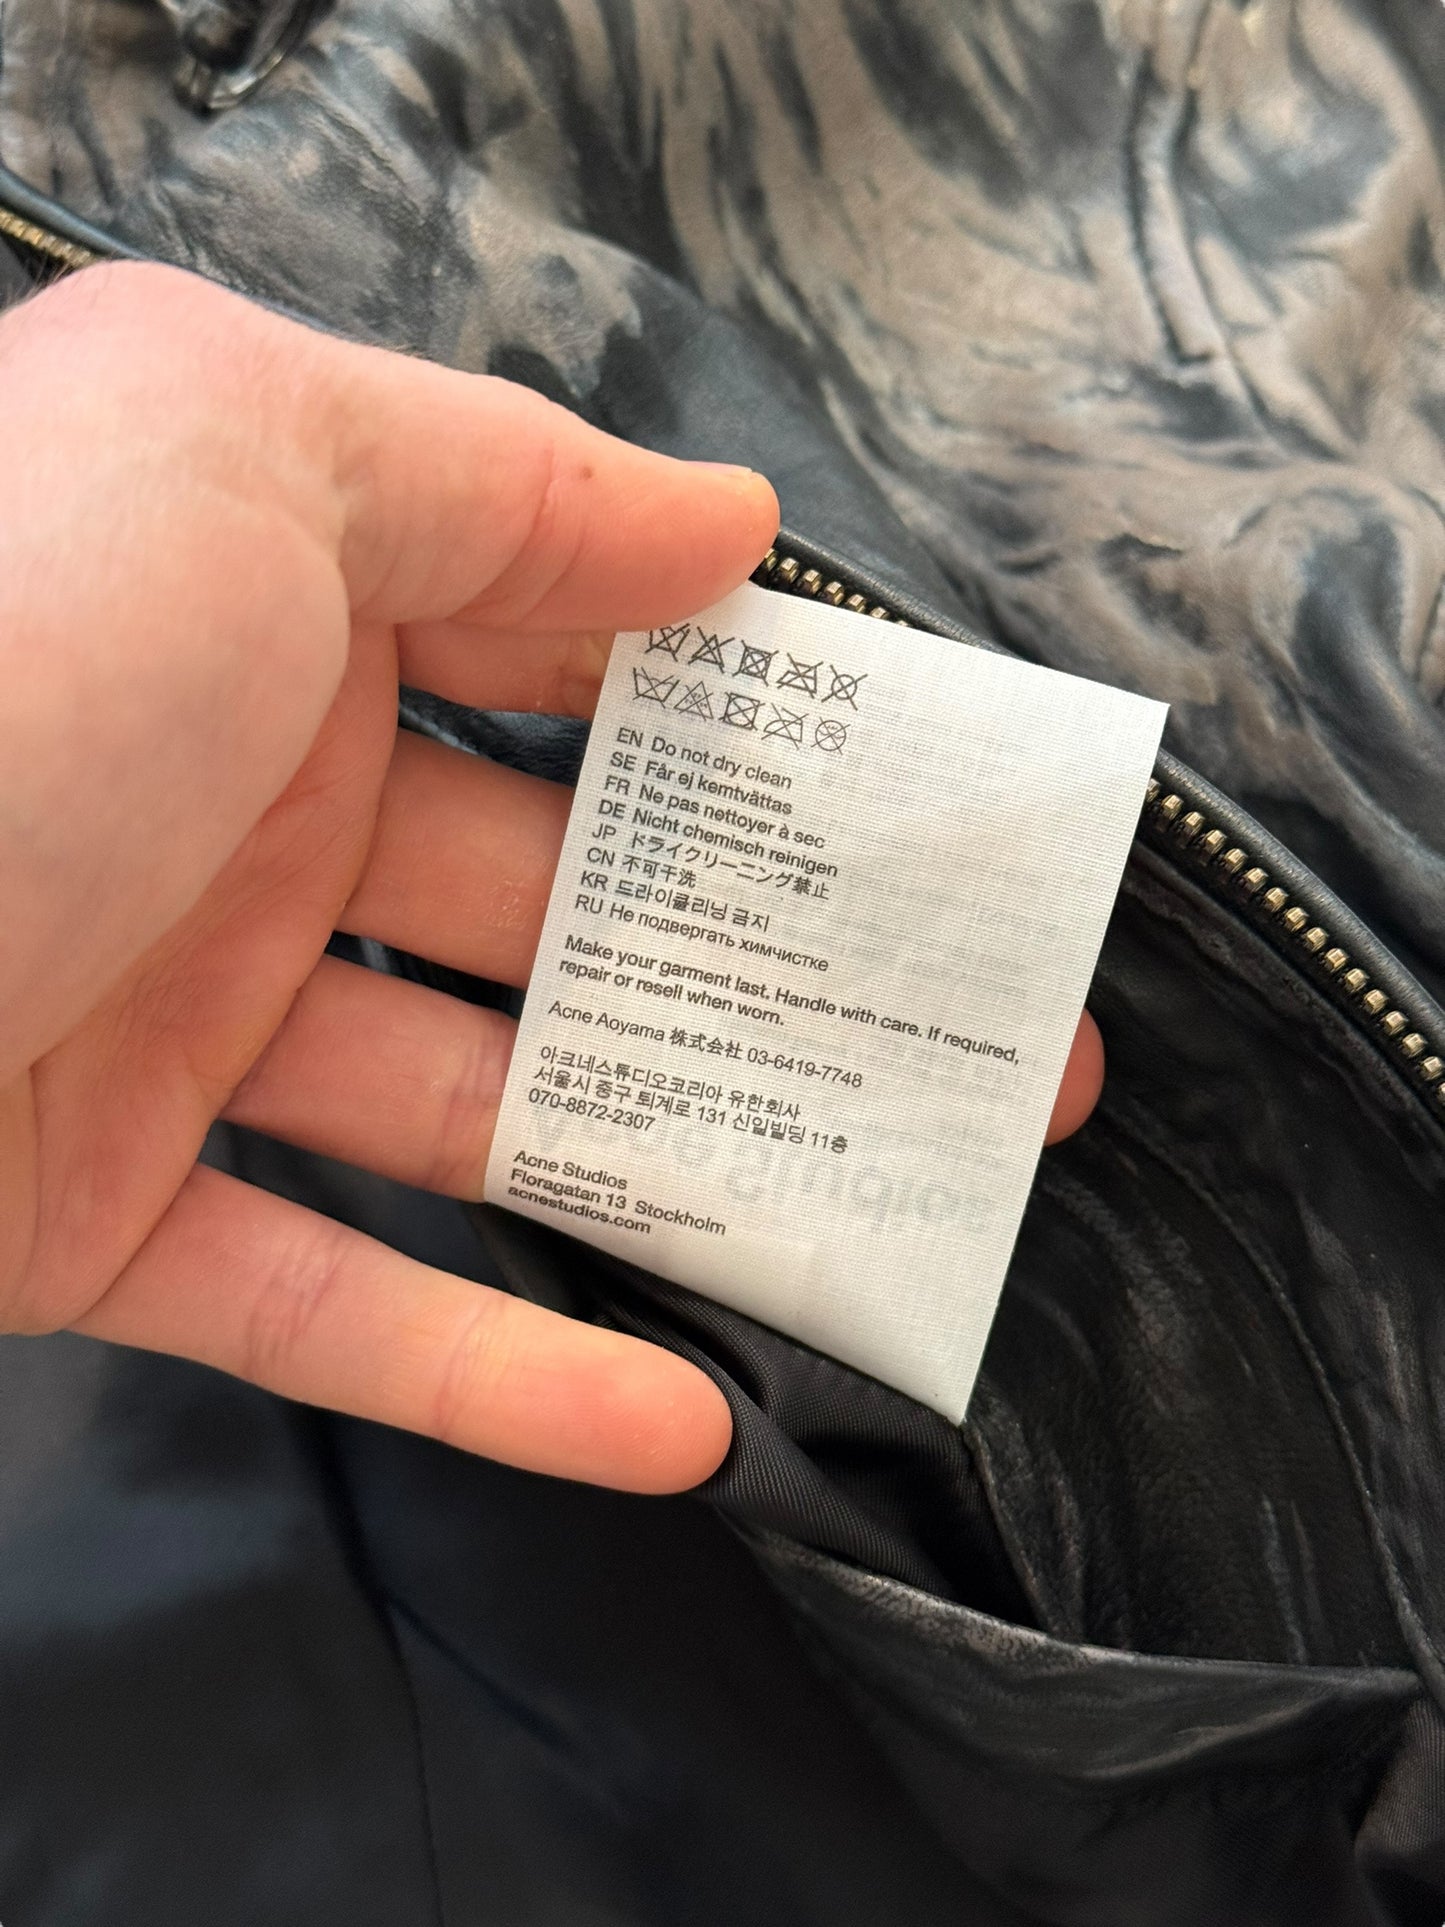 EN Do not dry clean
SE Får ej kemtvättas
FR Ne pas nettoyer à sec
DE Nicht chemisch reinigen
JP ドライクリーニング禁止
CN 不可干洗
KR 드라이클리닝 금지
RU Не подвергать химчистке
Make your garment last. Handle with care. If required,
repair or resell when worn.
Acne Aoyama 株式会社 03-6419-7748
아크네스튜디오코리아 유한회사
서울시 중구 퇴계로 131 신일빌딩 11층
070-8872-2307
Acne Studios
Floragatan 13 Stockholm
acnestudios.com